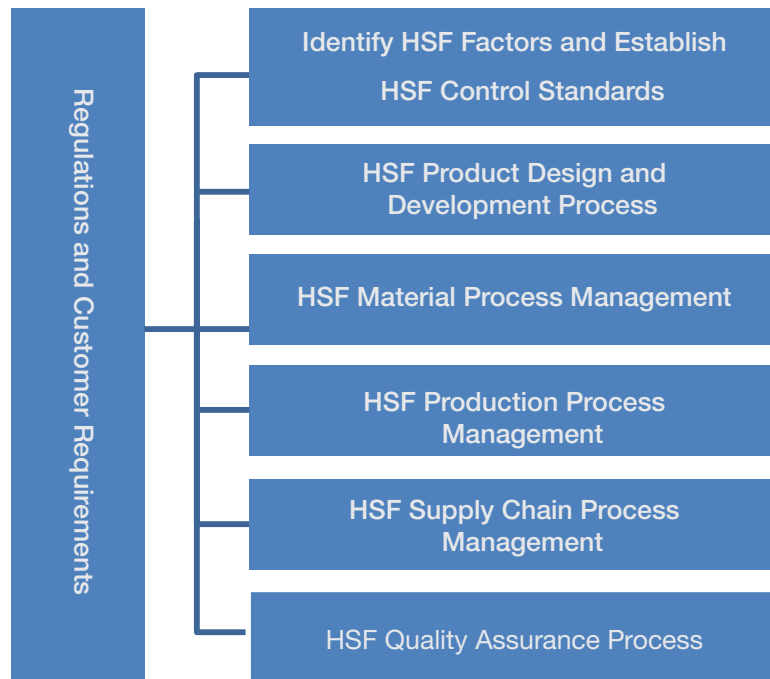 Regulations and Customer Requirements
Identify HSF Factors and Establish
HSF Control Standards
HSF Product Design and
Development Process
HSF Material Process Management
HSF Production Process
Management
HSF Supply Chain Process
Management
HSF Quality Assurance Process